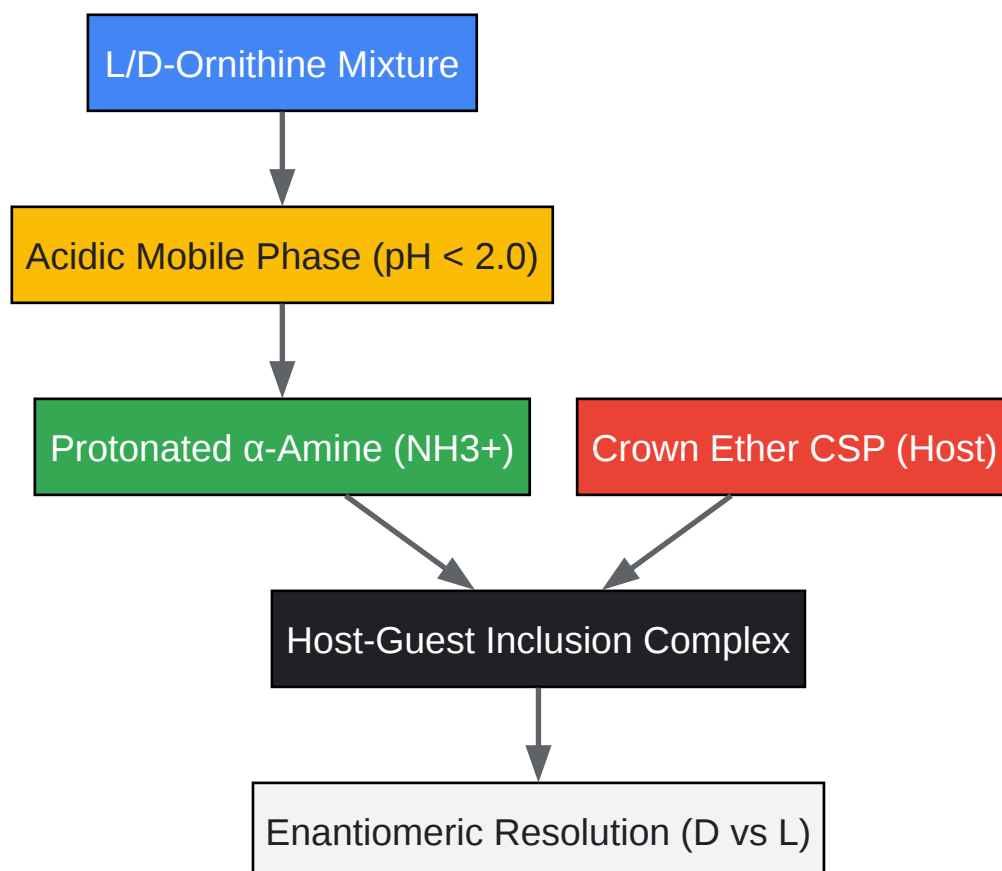 L/D-Ornithine Mixture
Acidic Mobile Phase (pH < 2.0)
Protonated α-Amine (NH3+)
Crown Ether CSP (Host)
Host-Guest Inclusion Complex
Enantiomeric Resolution (D vs L)